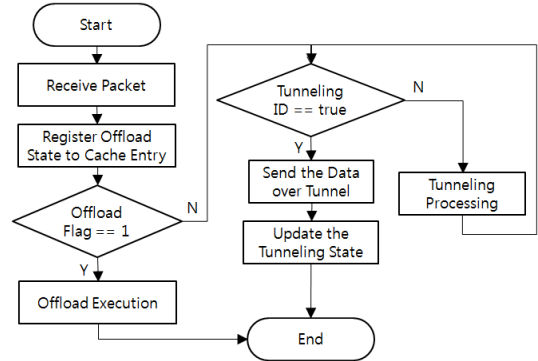 Start
Receive Packet
Register Offload
State to Cache Entry
Offload
Flag == 1
N
Y
Offload Execution
Tunneling
ID == true
N
Y
Send the Data
over Tunnel
Update the
Tunneling State
Tunneling
Processing
End